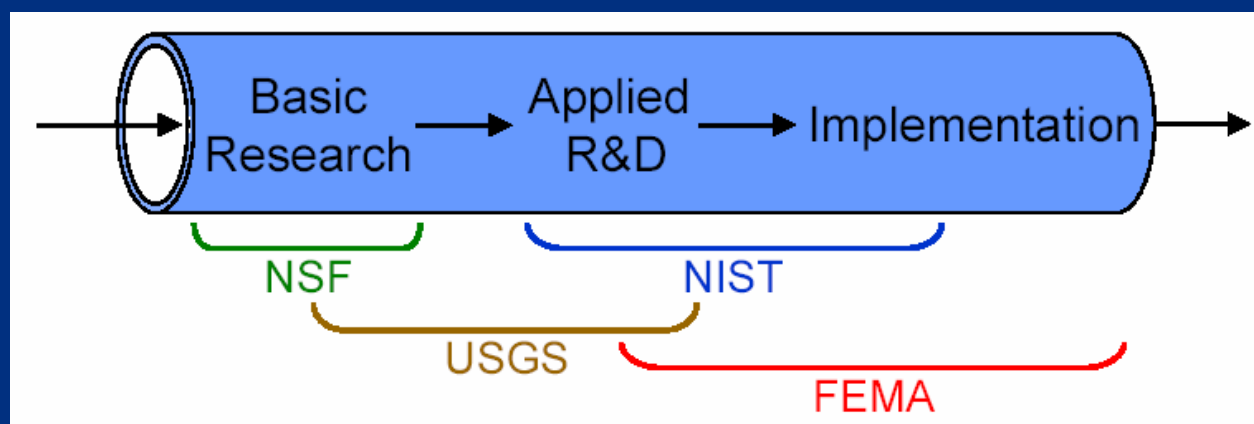 Basic
Research
Applied
R&D
Implementation
NSF
NIST
USGS
FEMA